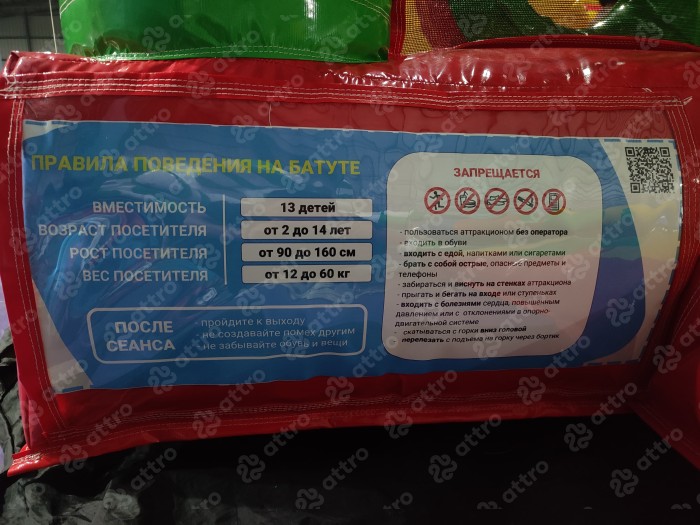 ПРАВИЛА ПОВЕДЕНИЯ НА БАТУТЕ
ВМЕСТИМОСТЬ 13 детей
ВОЗРАСТ ПОСЕТИТЕЛЯ от 2 до 14 лет
РОСТ ПОСЕТИТЕЛЯ от 90 до 160 см
ВЕС ПОСЕТИТЕЛЯ от 12 до 60 кг
ПОСЛЕ СЕАНСА
- пройдите к выходу
- не создавайте помех другим
- не забывайте обувь и вещи
ЗАПРЕЩАЕТСЯ
- пользоваться аттракционом без оператора
- входить в обуви
- входить с едой, напитками или сигаретами
- брать с собой острые, опасные предметы и
телефоны
- забираться и виснуть на стенках аттракциона
- прыгать и бегать на входе или ступеньках
- входить с болезнями сердца, повышенным
давлением или с отклонениями в опорно-
двигательной системе
- скатываться с горки вниз головой
перелезать с подъема на горку через бортик
attro